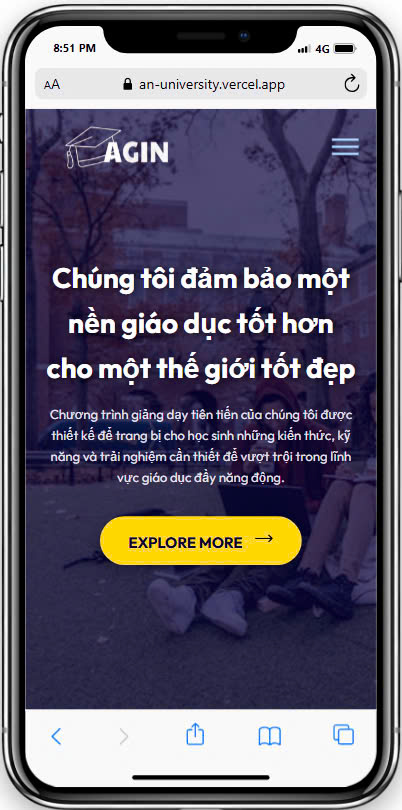 8:51 PM
4G
AA
an-university.vercel.app
AGIN
Chúng tôi đảm bảo một
nền giáo dục tốt hơn
cho một thế giới tốt đẹp
Chương trình giảng dạy tiên tiến của chúng tôi được
thiết kế để trang bị cho học sinh những kiến thức, kỹ
năng và trải nghiệm cần thiết để vượt trội trong lĩnh
vực giáo dục đầy năng động.
EXPLORE MORE →